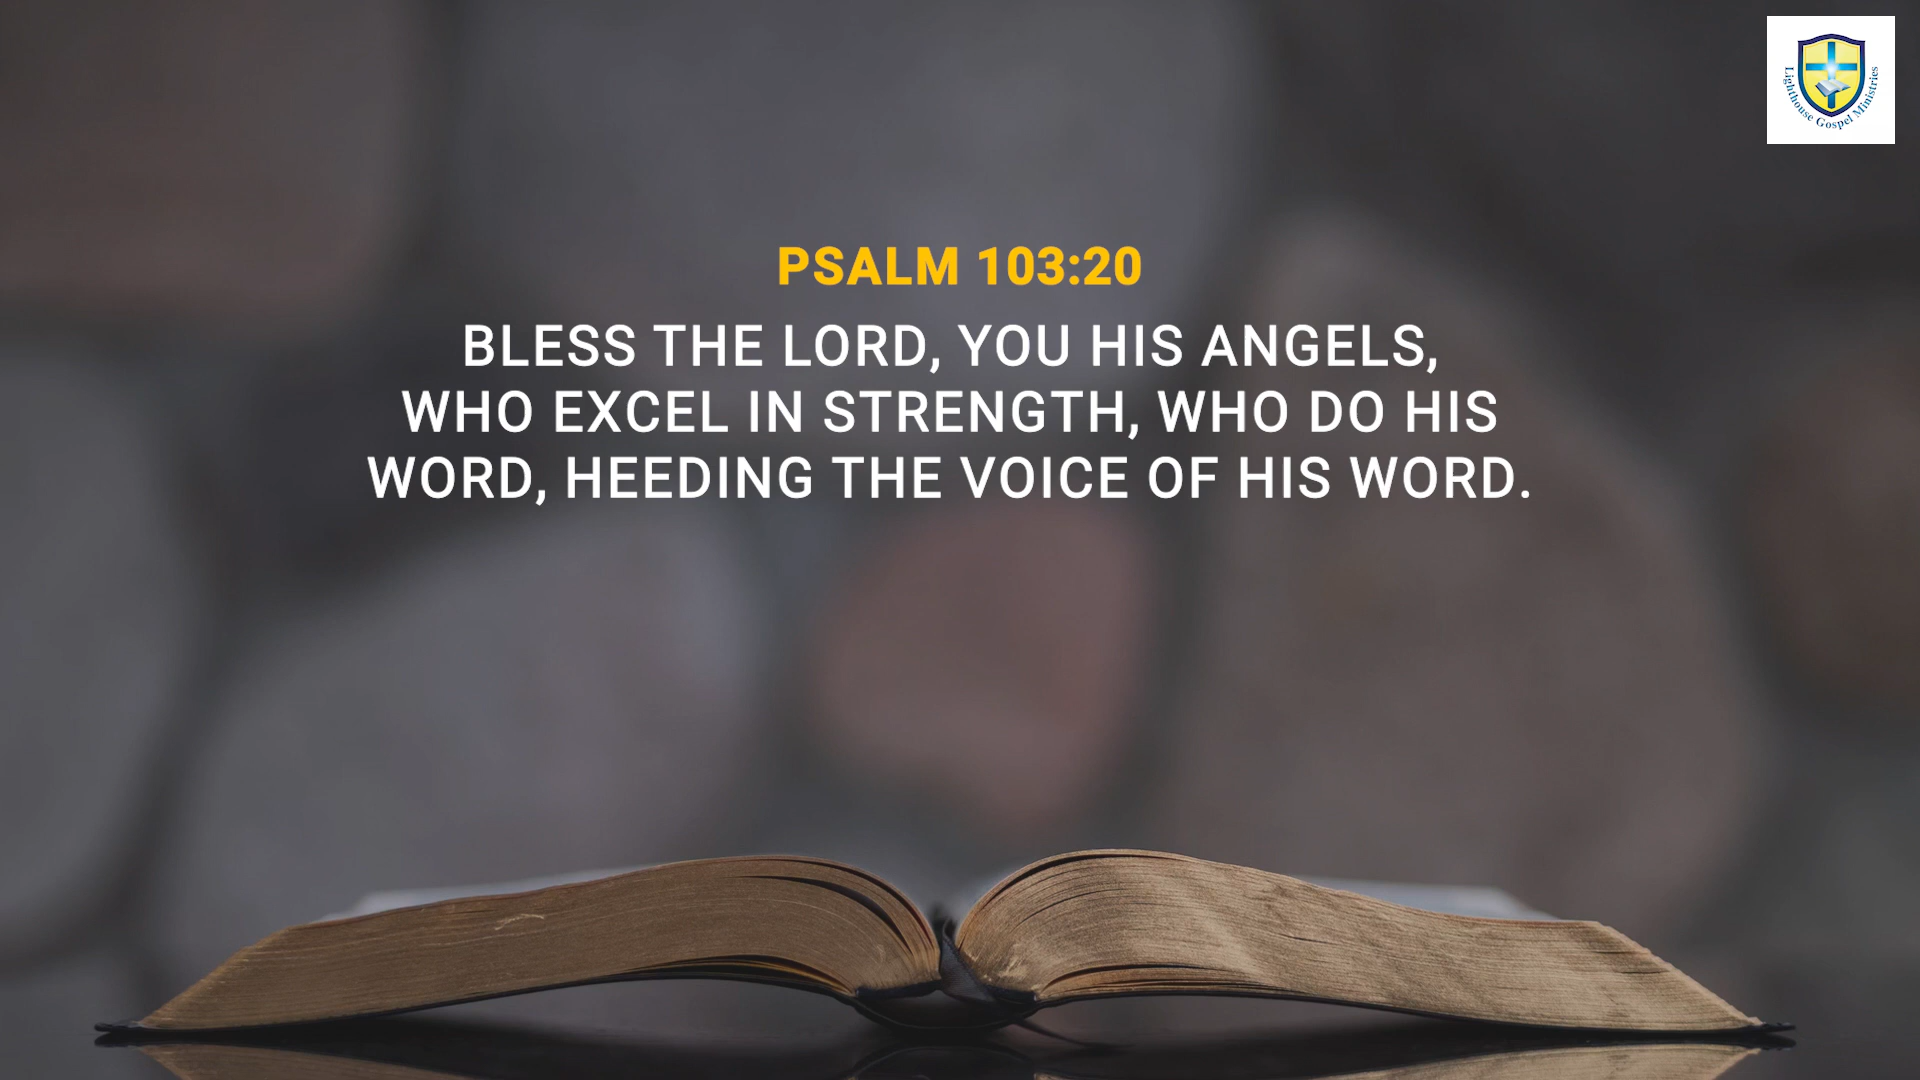 Lighthouse Gospel Ministries
PSALM 103:20
BLESS THE LORD, YOU HIS ANGELS,
WHO EXCEL IN STRENGTH, WHO DO HIS
WORD, HEEDING THE VOICE OF HIS WORD.